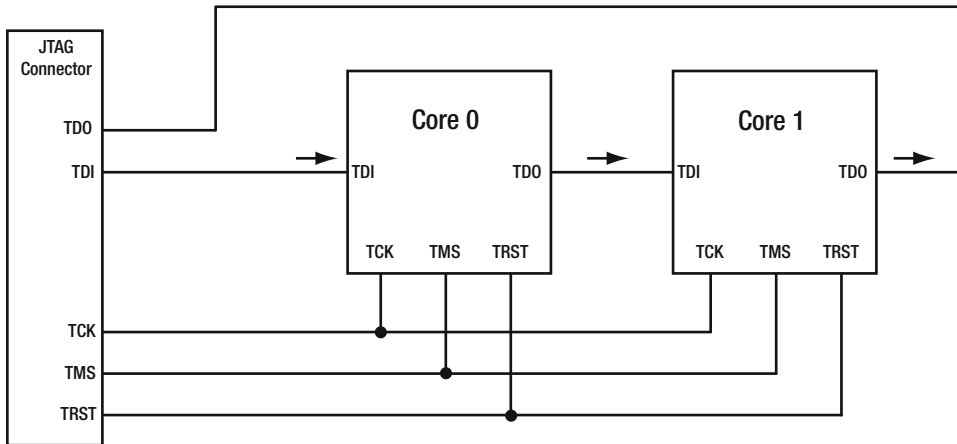 JTAG
Connector
TDO
TDI
TCK
TMS
TRST
Core 0
TDI
TDO
TCK TMS TRST
Core 1
TDI
TDO
TCK TMS TRST